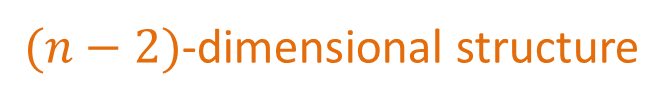 (n − 2)-dimensional structure